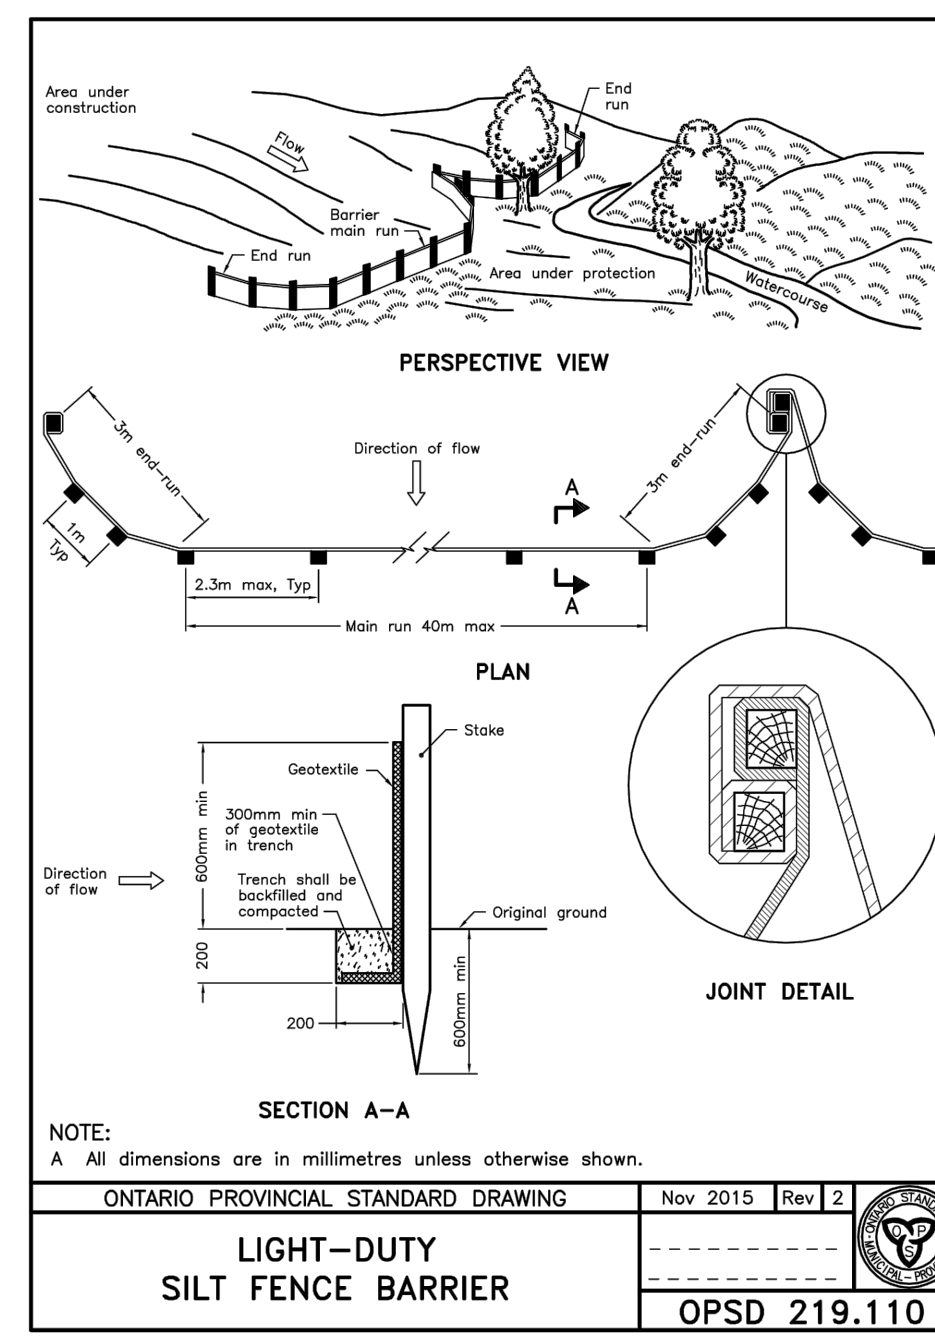 Area under
construction
Flow
End
run
Barrier
main run
End run
Area under protection
Watercourse
PERSPECTIVE VIEW
3m end-run
Direction of flow
3m end-run
A
1m
Typ
2.3m max, Typ
A
Main run 40m max
PLAN
Stake
Geotextile
600mm min
300mm min
of geotextile
in trench
Direction
of flow
Trench shall be
backfilled and
compacted
Original ground
200
600mm min
200
JOINT DETAIL
SECTION A-A
NOTE:
A All dimensions are in millimetres unless otherwise shown.
ONTARIO PROVINCIAL STANDARD DRAWING
Nov 2015
Rev
2
LIGHT-DUTY
SILT FENCE BARRIER
ONTARIO
MUNICIPAL
O P
S
OPSD 219.110